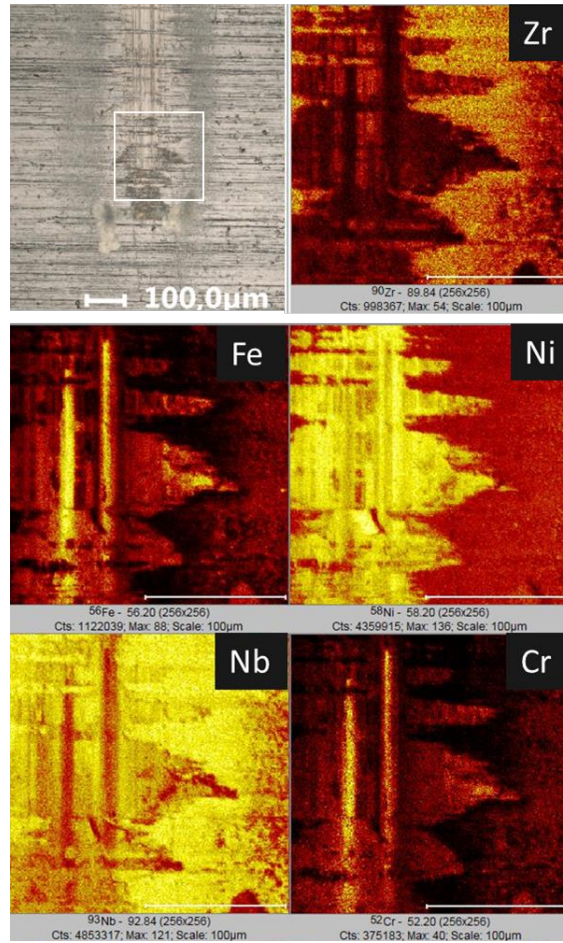 Zr
100,0µm
⁹⁰Zr - 89.84 (256x256)
Cts: 998367; Max: 54; Scale: 100µm
Fe
Ni
⁵⁶Fe - 56.20 (256x256)
Cts: 1122039; Max: 88; Scale: 100µm
⁵⁸Ni - 58.20 (256x256)
Cts: 4359915; Max: 136; Scale: 100µm
Nb
Cr
⁹³Nb - 92.84 (256x256)
Cts: 4853317; Max: 121; Scale: 100µm
⁵²Cr - 52.20 (256x256)
Cts: 375183; Max: 40; Scale: 100µm